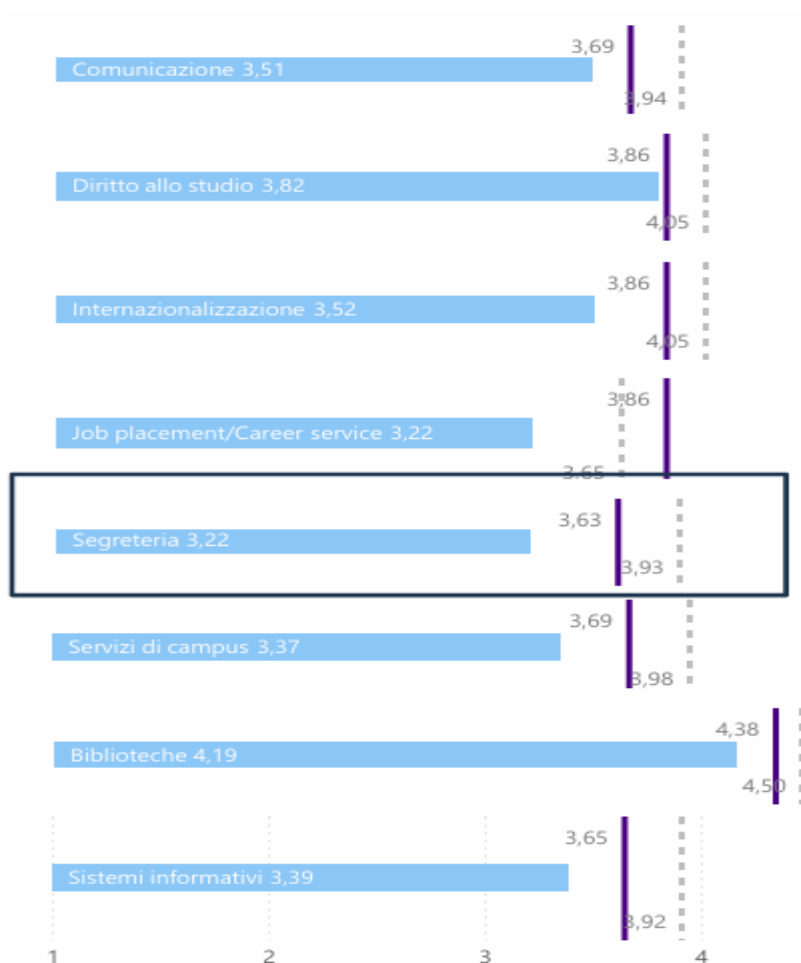 3,69
Comunicazione 3,51
3,94
3,86
Diritto allo studio 3,82
4,05
3,86
Internazionalizzazione 3,52
4,05
3,86
Job placement/Career service 3,22
3,65
3,63
Segreteria 3,22
3,93
3,69
Servizi di campus 3,37
3,98
4,38
Biblioteche 4,19
4,50
3,65
Sistemi informativi 3,39
3,92
1 2 3 4